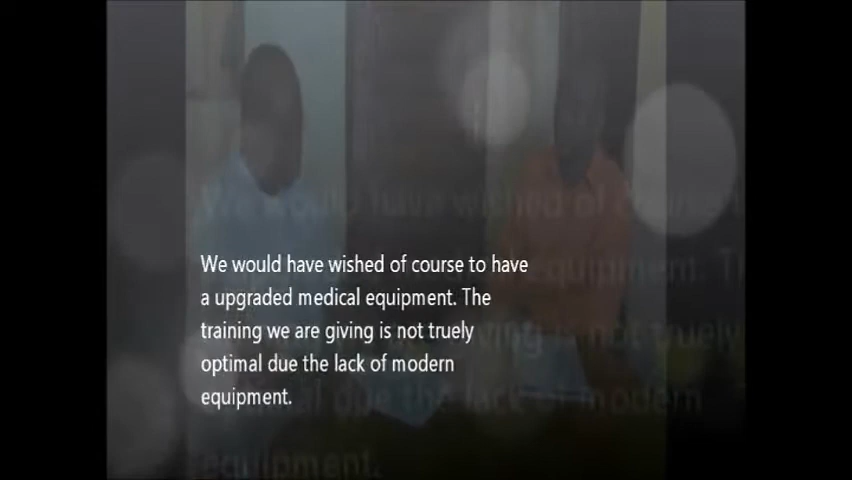 We would have wished of course to have
a upgraded medical equipment. The
training we are giving is not truely
optimal due the lack of modern
equipment.